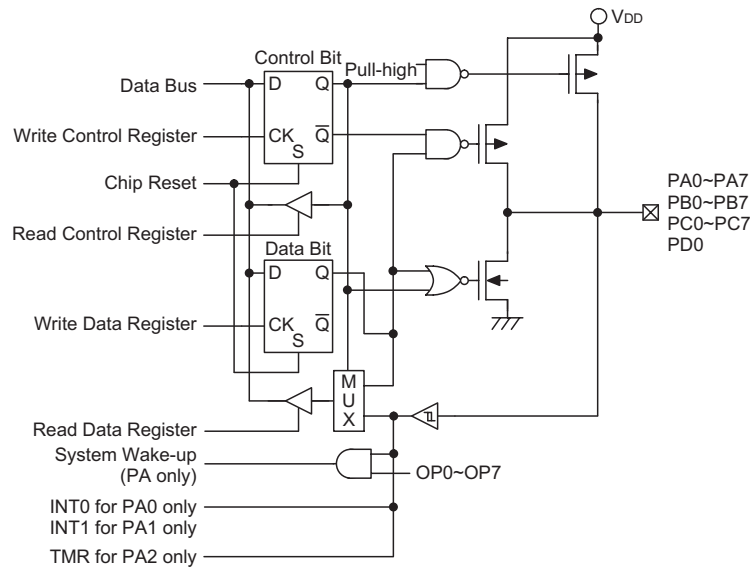 VDD
Control Bit
Pull-high
Data Bus
D
Q
Write Control Register
CK
Q
S
Chip Reset
PA0~PA7
PB0~PB7
PC0~PC7
PD0
Read Control Register
Data Bit
D
Q
Write Data Register
CK
Q
S
M
U
X
Read Data Register
System Wake-up
(PA only)
OP0~OP7
INT0 for PA0 only
INT1 for PA1 only
TMR for PA2 only